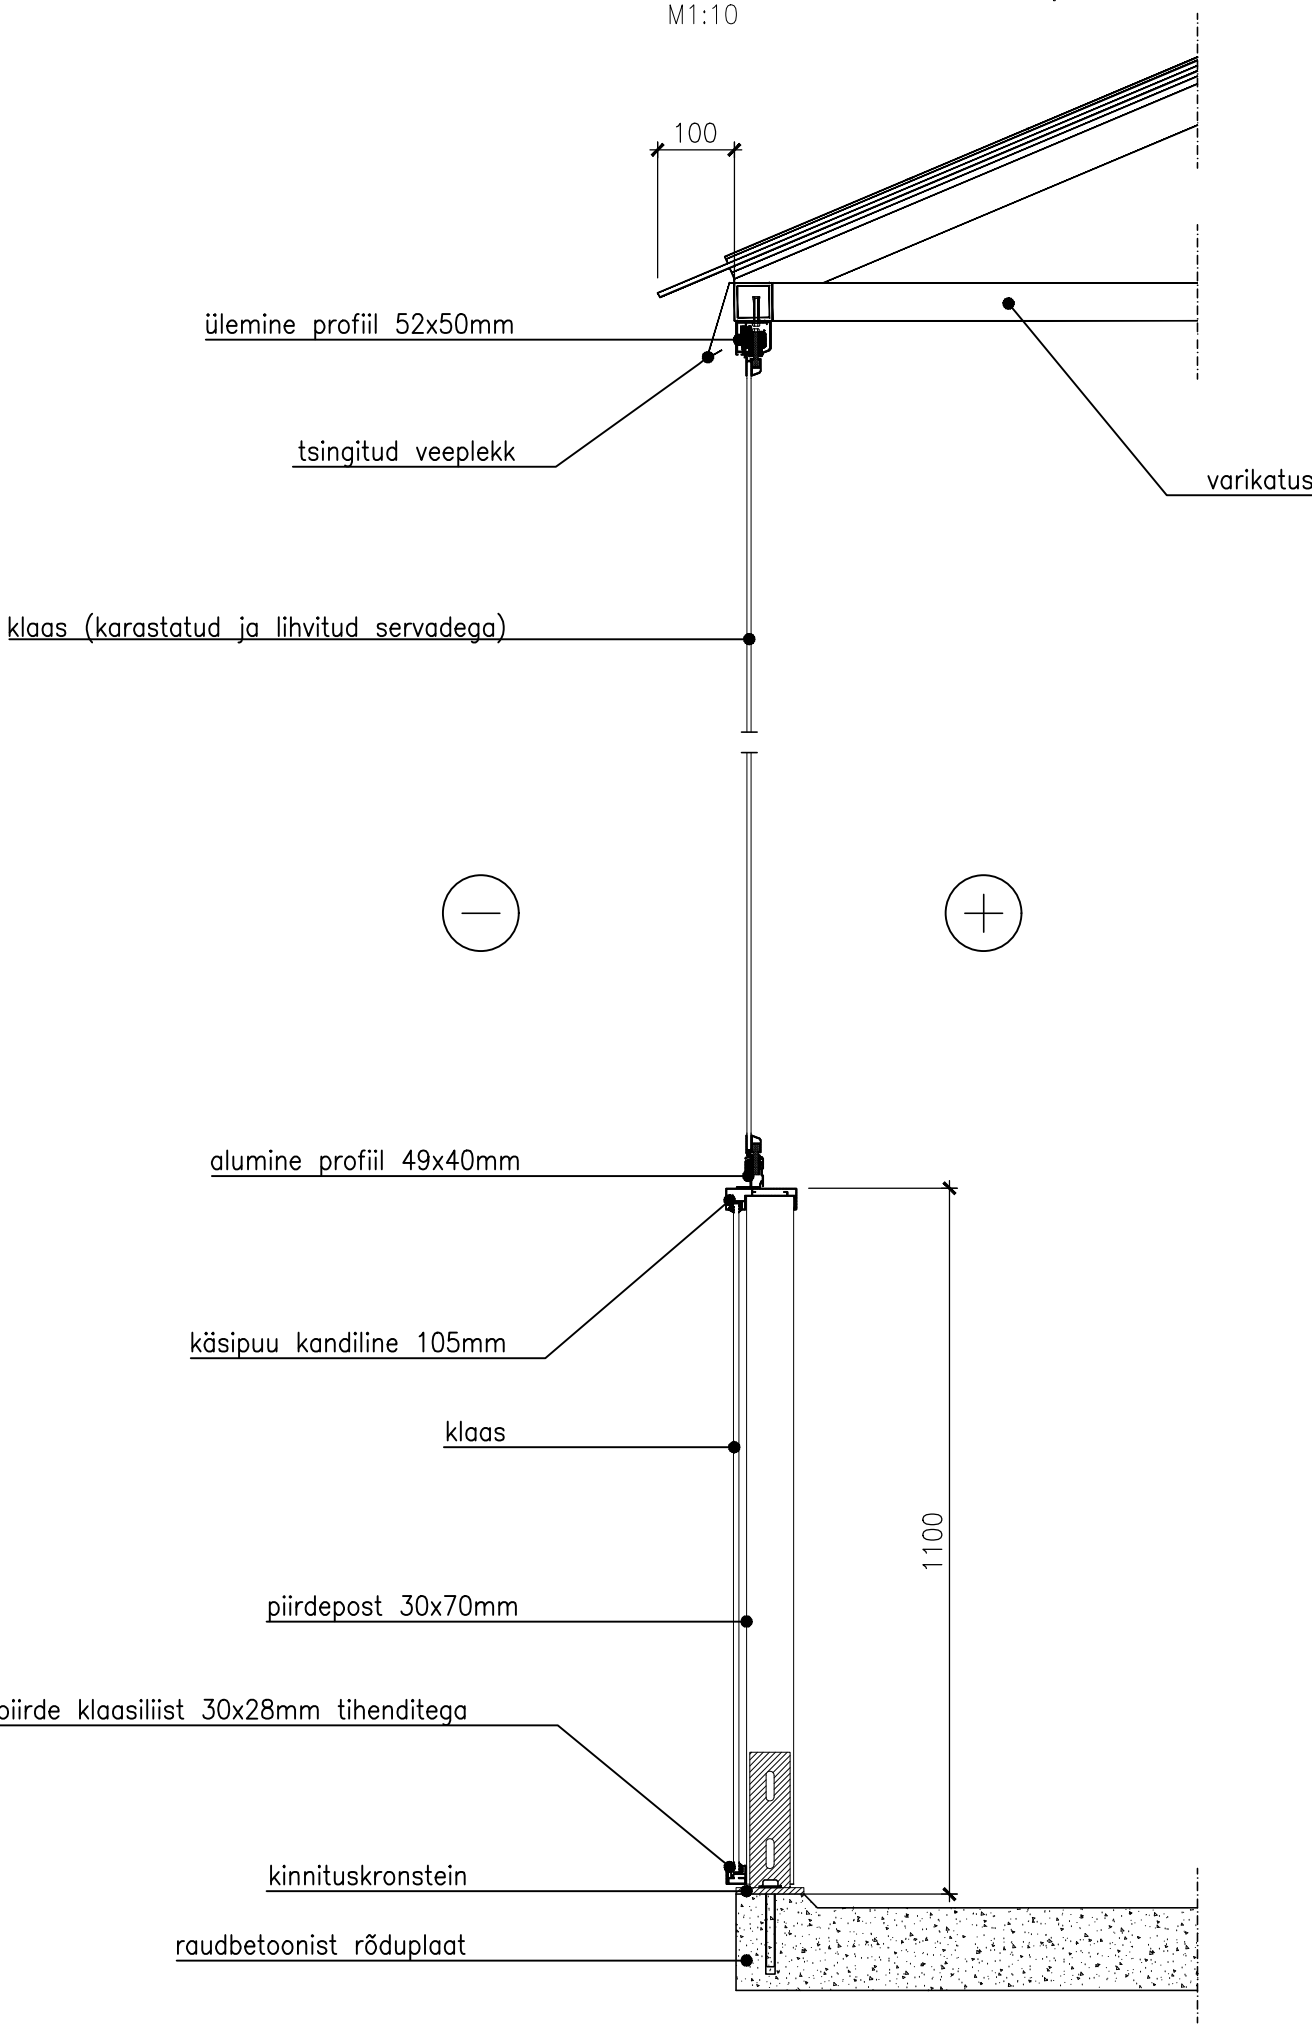 M1:10
100
ülemine profiil 52x50mm
tsingitud veeplekk
varikatus
klaas (karastatud ja lihvitud servadega)
alumine profiil 49x40mm
käsipuu kandiline 105mm
klaas
1100
piirdepost 30x70mm
piirde klaasiliist 30x28mm tihenditega
kinnituskronstein
raudbetoonist rõduplaat